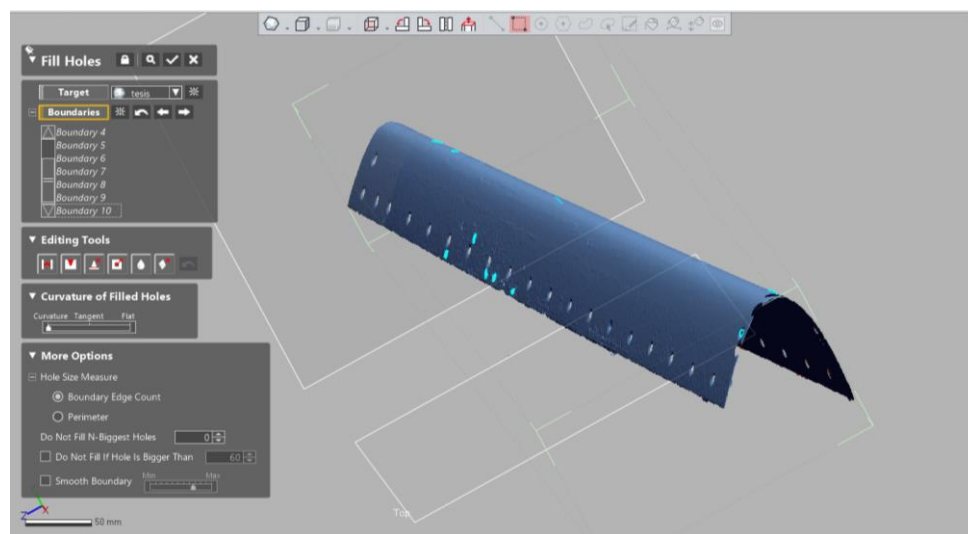 Fill Holes
Target tesis
Boundaries
Boundary 4
Boundary 5
Boundary 6
Boundary 7
Boundary 8
Boundary 9
Boundary 10
Editing Tools
Curvature of Filled Holes
Curvature Tangent Flat
More Options
Hole Size Measure
Boundary Edge Count
Perimeter
Do Not Fill N-Biggest Holes 0
Do Not Fill If Hole Is Bigger Than 60
Smooth Boundary Min Max
Z X
50 mm
Top